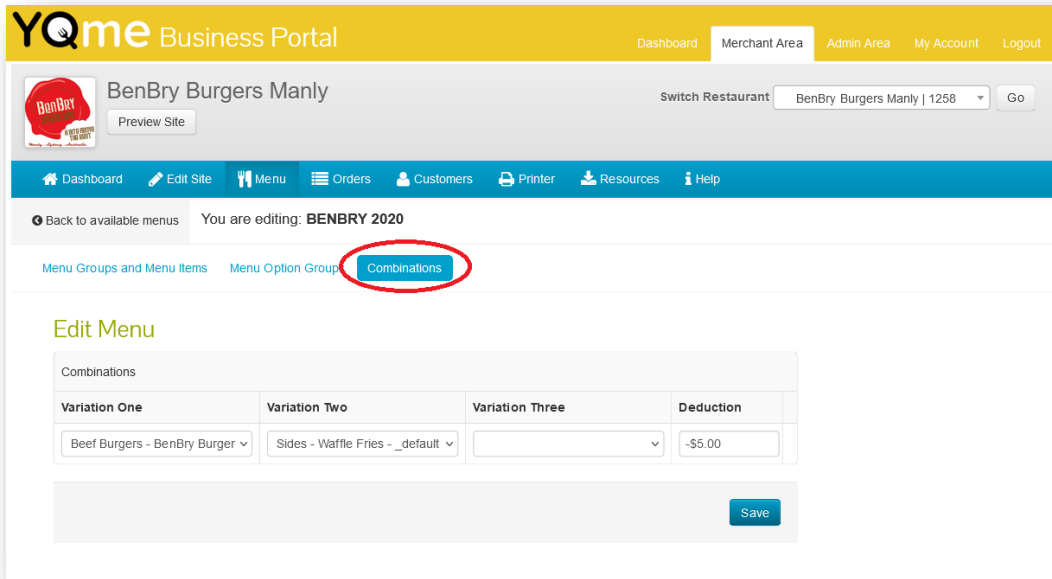 YQme Business Portal
Dashboard Merchant Area Admin Area My Account Logout
BenBry
BenBry Burgers Manly
Preview Site
Switch Restaurant BenBry Burgers Manly | 1258 Go
Dashboard Edit Site Menu Orders Customers Printer Resources Help
Back to available menus You are editing: BENBRY 2020
Menu Groups and Menu Items Menu Option Group Combinations
Edit Menu
Combinations
Variation One Variation Two Variation Three Deduction
Beef Burgers - BenBry Burger Sides - Waffle Fries - _default -$5.00
Save